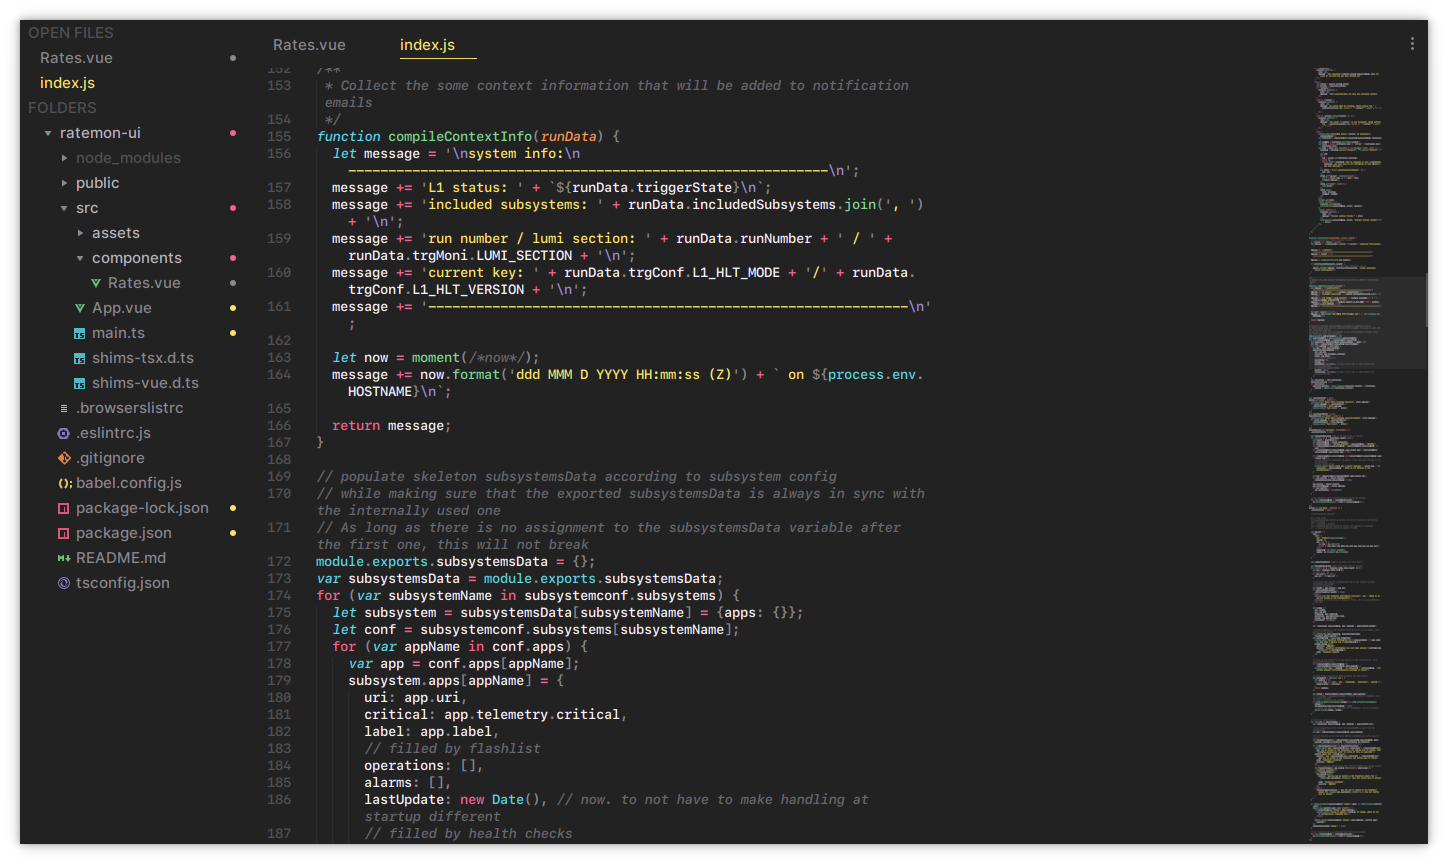 OPEN FILES
Rates.vue
index.js
FOLDERS
ratemon-ui
node_modules
public
src
assets
components
Rates.vue
App.vue
main.ts
shims-tsx.d.ts
shims-vue.d.ts
.browserslistrc
.eslintrc.js
.gitignore
babel.config.js
package-lock.json
package.json
README.md
tsconfig.json
Rates.vue index.js
152 /**
153 * Collect the some context information that will be added to notification
emails
154 */
155 function compileContextInfo(runData) {
156 let message = '\nsystem info:\n
------------------------------------------------------------\n';
157 message += 'L1 status: ' + `${runData.triggerState}\n`;
158 message += 'included subsystems: ' + runData.includedSubsystems.join(', ')
+ '\n';
159 message += 'run number / lumi section: ' + runData.runNumber + ' / ' +
runData.trgMoni.LUMI_SECTION + '\n';
160 message += 'current key: ' + runData.trgConf.L1_HLT_MODE + '/' + runData.
trgConf.L1_HLT_VERSION + '\n';
161 message += '------------------------------------------------------------\n'
;
162
163 let now = moment(/*now*/);
164 message += now.format('ddd MMM D YYYY HH:mm:ss (Z)') + ` on ${process.env.
HOSTNAME}\n`;
165
166 return message;
167 }
168
169 // populate skeleton subsystemsData according to subsystem config
170 // while making sure that the exported subsystemsData is always in sync with
the internally used one
171 // As long as there is no assignment to the subsystemsData variable after
the first one, this will not break
172 module.exports.subsystemsData = {};
173 var subsystemsData = module.exports.subsystemsData;
174 for (var subsystemName in subsystemconf.subsystems) {
175 let subsystem = subsystemsData[subsystemName] = {apps: {}};
176 let conf = subsystemconf.subsystems[subsystemName];
177 for (var appName in conf.apps) {
178 var app = conf.apps[appName];
179 subsystem.apps[appName] = {
180 uri: app.uri,
181 critical: app.telemetry.critical,
182 label: app.label,
183 // filled by flashlist
184 operations: [],
185 alarms: [],
186 lastUpdate: new Date(), // now. to not have to make handling at
startup different
187 // filled by health checks